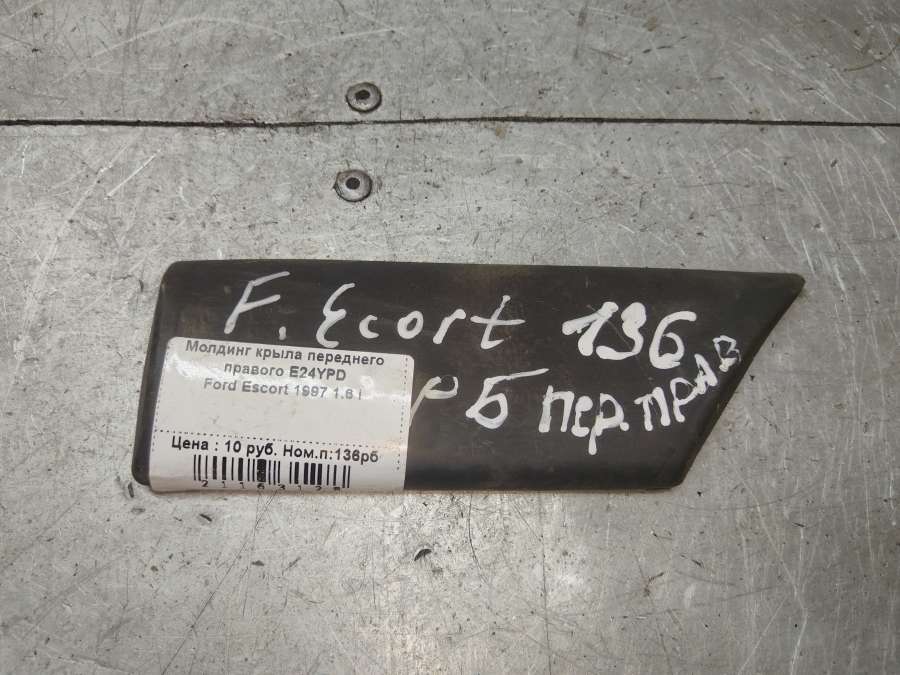 F. Ecort 136
РБ пер.прав
Молдинг крыла переднего
правого E24YPD
Ford Escort 1997 1.6 i
Цена : 10 руб. Ном.п:136рб